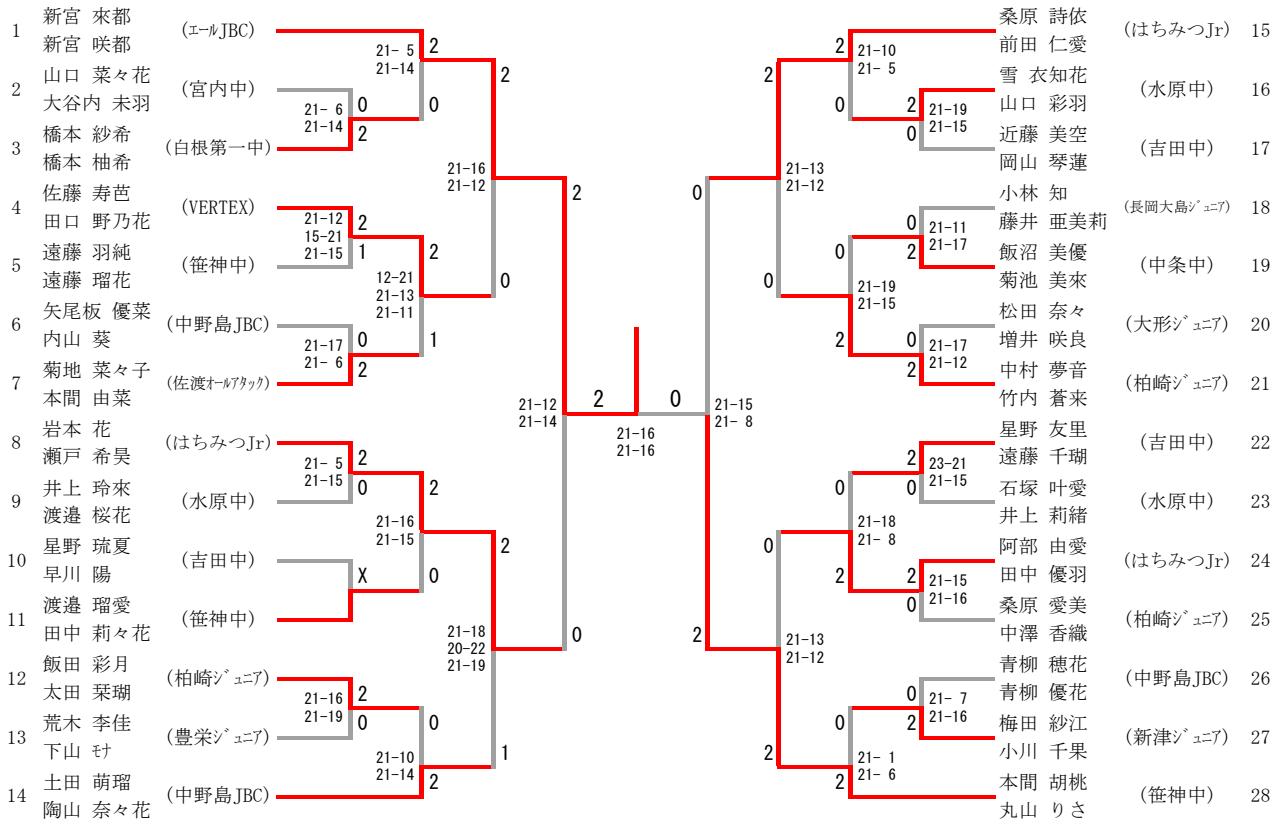 1 新宮 來都 (エールJBC)
新宮 咲都
2 山口 菜々花 (宮内中)
大谷内 未羽
3 橋本 紗希 (白根第一中)
橋本 柚希
4 佐藤 寿芭 (VERTEX)
田口 野乃花
5 遠藤 羽純 (笹神中)
遠藤 瑠花
6 矢尾板 優菜 (中野島JBC)
内山 葵
7 菊地 菜々子 (佐渡オールアタック)
本間 由菜
8 岩本 花 (はちみつJr)
瀬戸 希昊
9 井上 玲來 (水原中)
渡邉 桜花
10 星野 琉夏 (吉田中)
早川 陽
11 渡邉 瑠愛 (笹神中)
田中 莉々花
12 飯田 彩月 (柏崎ジュニア)
太田 栞瑚
13 荒木 李佳 (豊栄ジュニア)
下山 モナ
14 土田 萌瑠 (中野島JBC)
陶山 奈々花
21- 5 2
21-14 0
21- 6 0
21-14 2
21-12 2
15-21
21-15 1
21-17 0
21- 6 2
12-21 2
21-13
21-11 1
21-16 2
21-12 0
21- 5 2
21-15 0
X
21-16 2
21-15 0
21-16 2
21-19 0
21-10 0
21-14 2
21-18 2
20-22
21-19 1
21-12 2
21-14 0
2 0
21-16
21-16
桑原 詩依 (はちみつJr) 15
前田 仁愛
雪 衣知花 (水原中) 16
山口 彩羽
近藤 美空 (吉田中) 17
岡山 琴蓮
小林 知 (長岡大島ジュニア) 18
藤井 亜美莉
飯沼 美優 (中条中) 19
菊池 美來
松田 奈々 (大形ジュニア) 20
増井 咲良
中村 夢音 (柏崎ジュニア) 21
竹内 蒼来
星野 友里 (吉田中) 22
遠藤 千瑚
石塚 叶愛 (水原中) 23
井上 莉緒
阿部 由愛 (はちみつJr) 24
田中 優羽
桑原 愛美 (柏崎ジュニア) 25
中澤 香織
青柳 穂花 (中野島JBC) 26
青柳 優花
梅田 紗江 (新津ジュニア) 27
小川 千果
本間 胡桃 (笹神中) 28
丸山 りさ
2 21-10
0 21- 5
2 21-19
0 21-15
2 21-13
0 21-12
0 21-11
2 21-17
0 21-19
2 21-15
0 21-17
2 21-12
0 21-15
2 21- 8
2 23-21
0 21-15
0 21-18
2 21- 8
2 21-15
0 21-16
0 21-13
2 21-12
0 21- 7
2 21-16
0 21- 1
2 21- 6